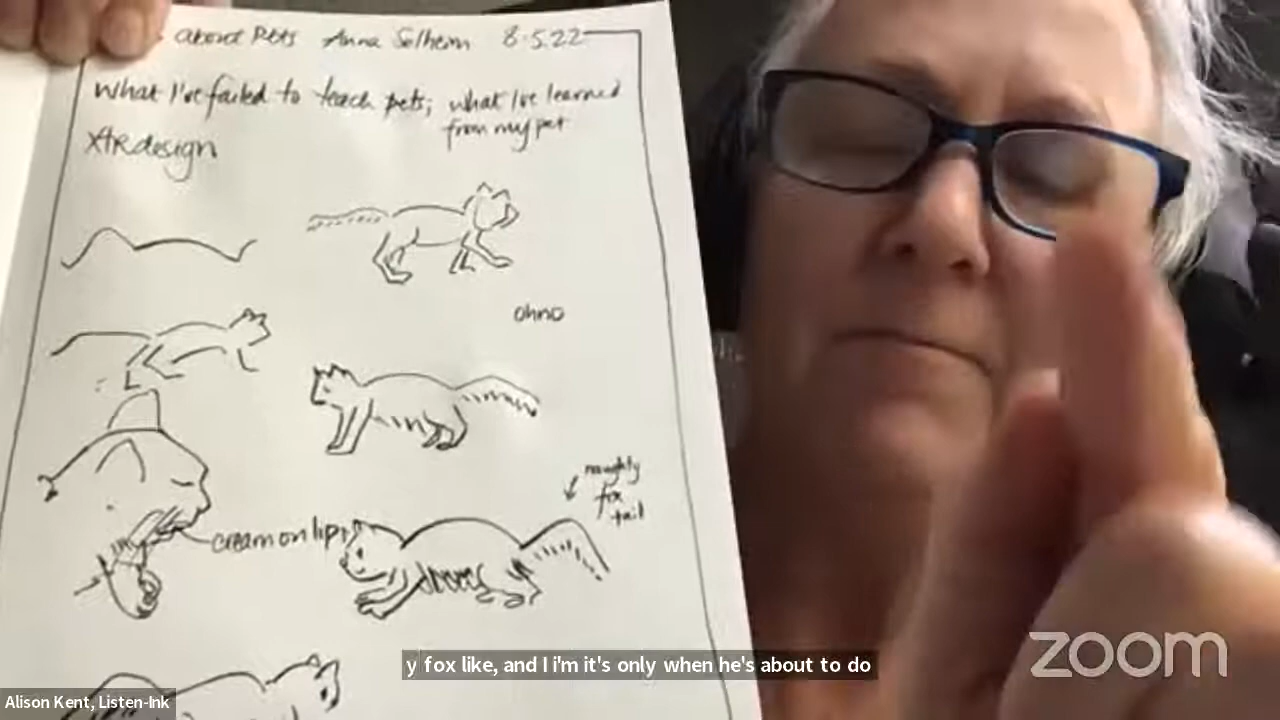 about Pets Anna Solheim 8.5.22
What I've failed to teach pets; what I've learned
from my pet
XTRdesign
ohno
naughty
fox
tail
cream on lips
zoom
y fox like, and I i'm it's only when he's about to do
Alison Kent, Listen-Ink